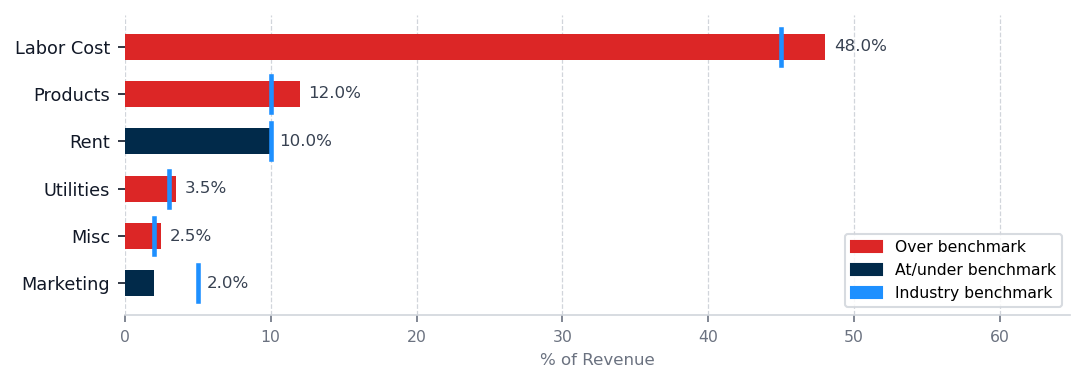 Labor Cost 48.0%
Products 12.0%
Rent 10.0%
Utilities 3.5%
Misc 2.5%
Marketing 2.0%
Over benchmark
At/under benchmark
Industry benchmark
0 10 20 30 40 50 60
% of Revenue